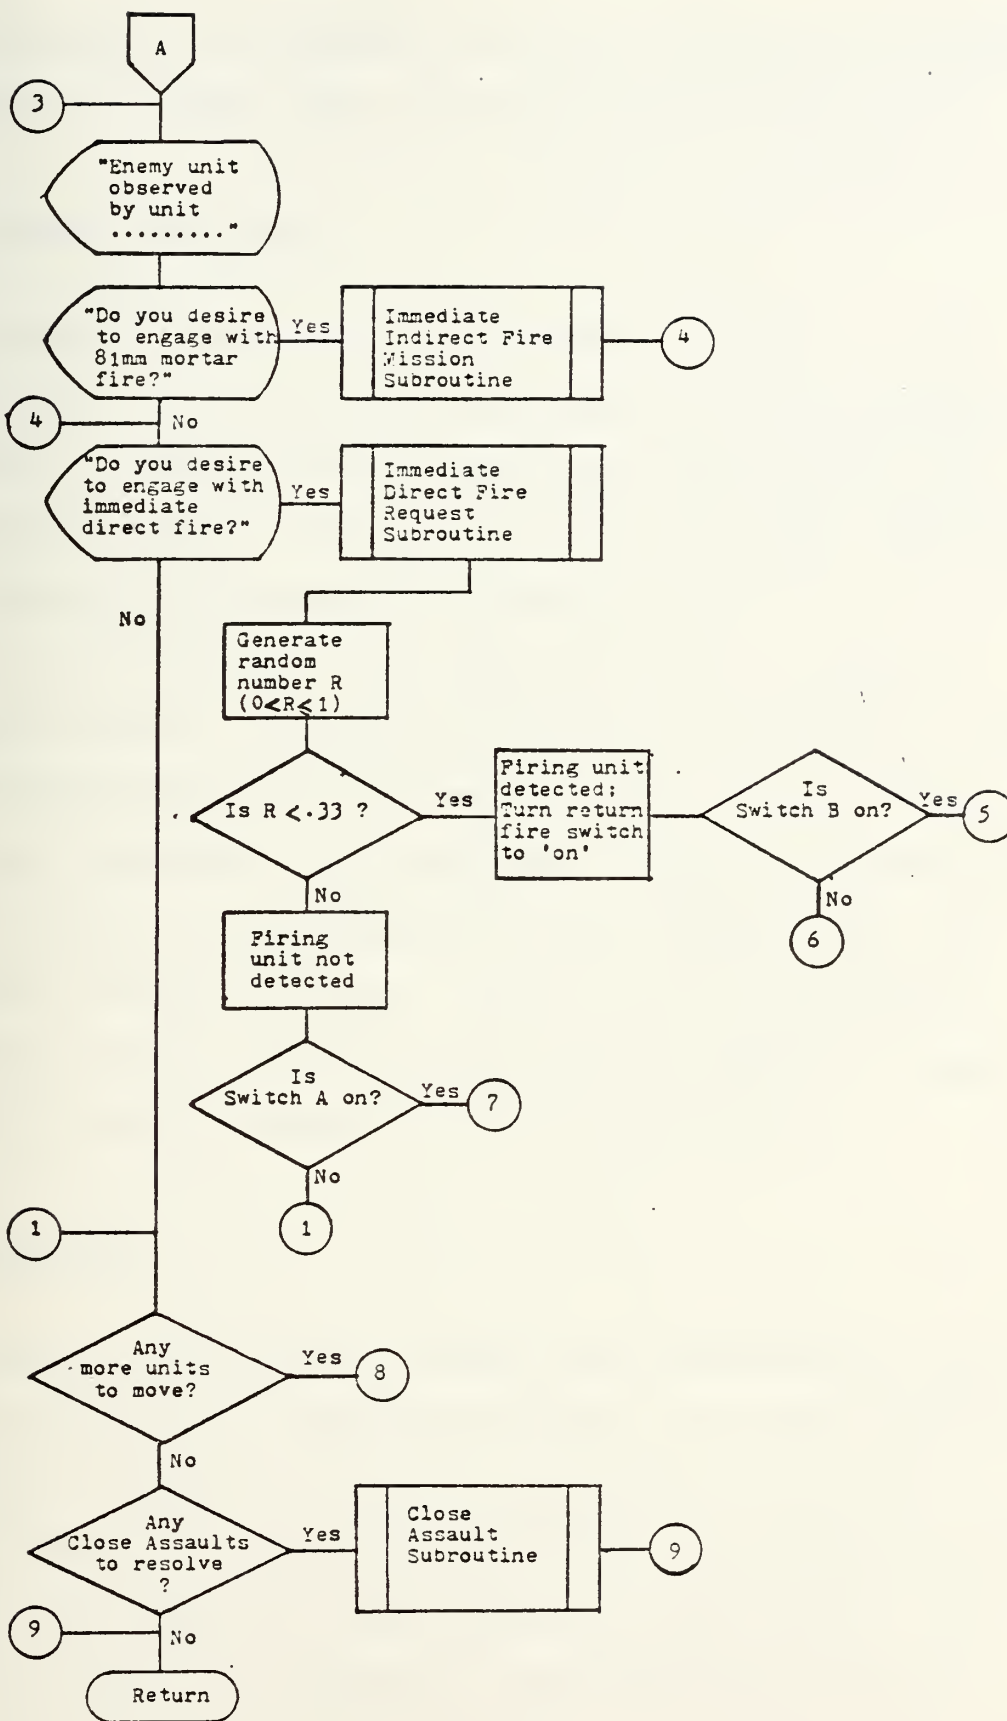 A
3
"Enemy unit
observed
by unit
........."
"Do you desire
to engage with
81mm mortar
fire?"
Yes
Immediate
Indirect Fire
Mission
Subroutine
4
4
No
"Do you desire
to engage with
immediate
direct fire?"
Yes
Immediate
Direct Fire
Request
Subroutine
No
Generate
random
number R
(0<R≤1)
Is R <.33 ?
Yes
Firing unit
detected;
Turn return
fire switch
to 'on'
Is
Switch B on?
Yes
5
No
6
No
Firing
unit not
detected
Is
Switch A on?
Yes
7
No
1
1
Any
more units
to move?
Yes
8
No
Any
Close Assaults
to resolve
?
Yes
Close
Assault
Subroutine
9
9
No
Return